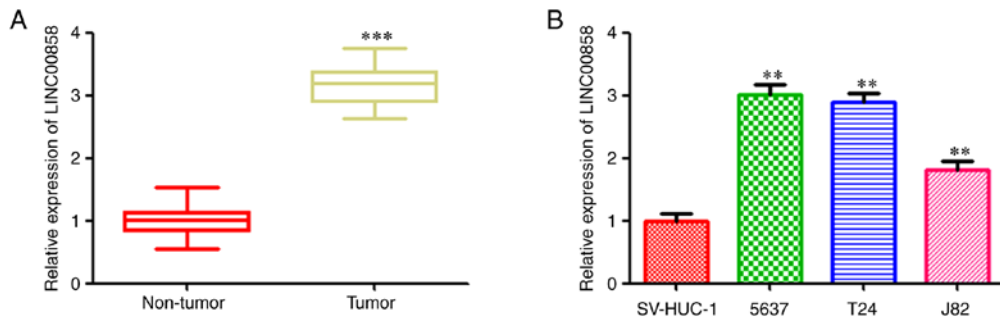 A
Relative expression of LINC00858
4
3
2
1
0
***
Non-tumor
Tumor
B
Relative expression of LINC00858
4
3
2
1
0
**
**
**
SV-HUC-1
5637
T24
J82